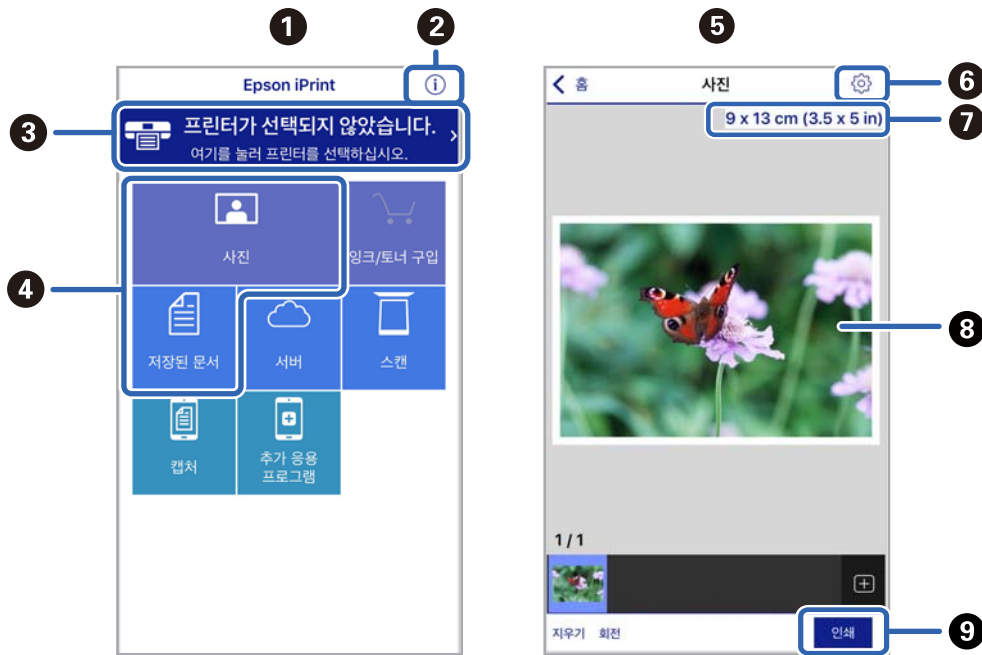 1
2
Epson iPrint
3
프린터가 선택되지 않았습니다.
여기를 눌러 프린터를 선택하십시오.
4
사진
잉크/토너 구입
저장된 문서
서버
스캔
캡처
추가 응용
프로그램
5
홈
사진
6
9 x 13 cm (3.5 x 5 in)
7
8
1/1
지우기 회전
인쇄
9